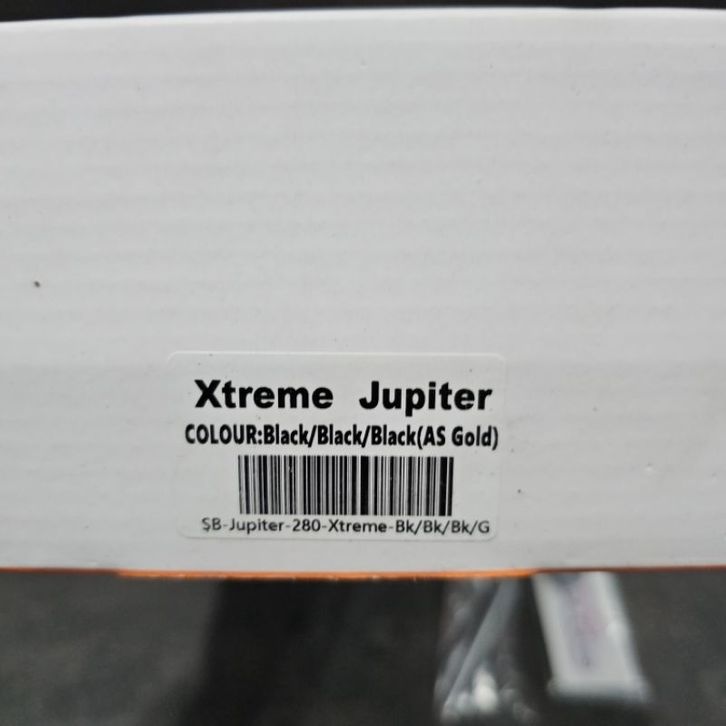 Xtreme Jupiter
COLOUR:Black/Black/Black(AS Gold)
SB-Jupiter-280-Xtreme-Bk/Bk/Bk/G